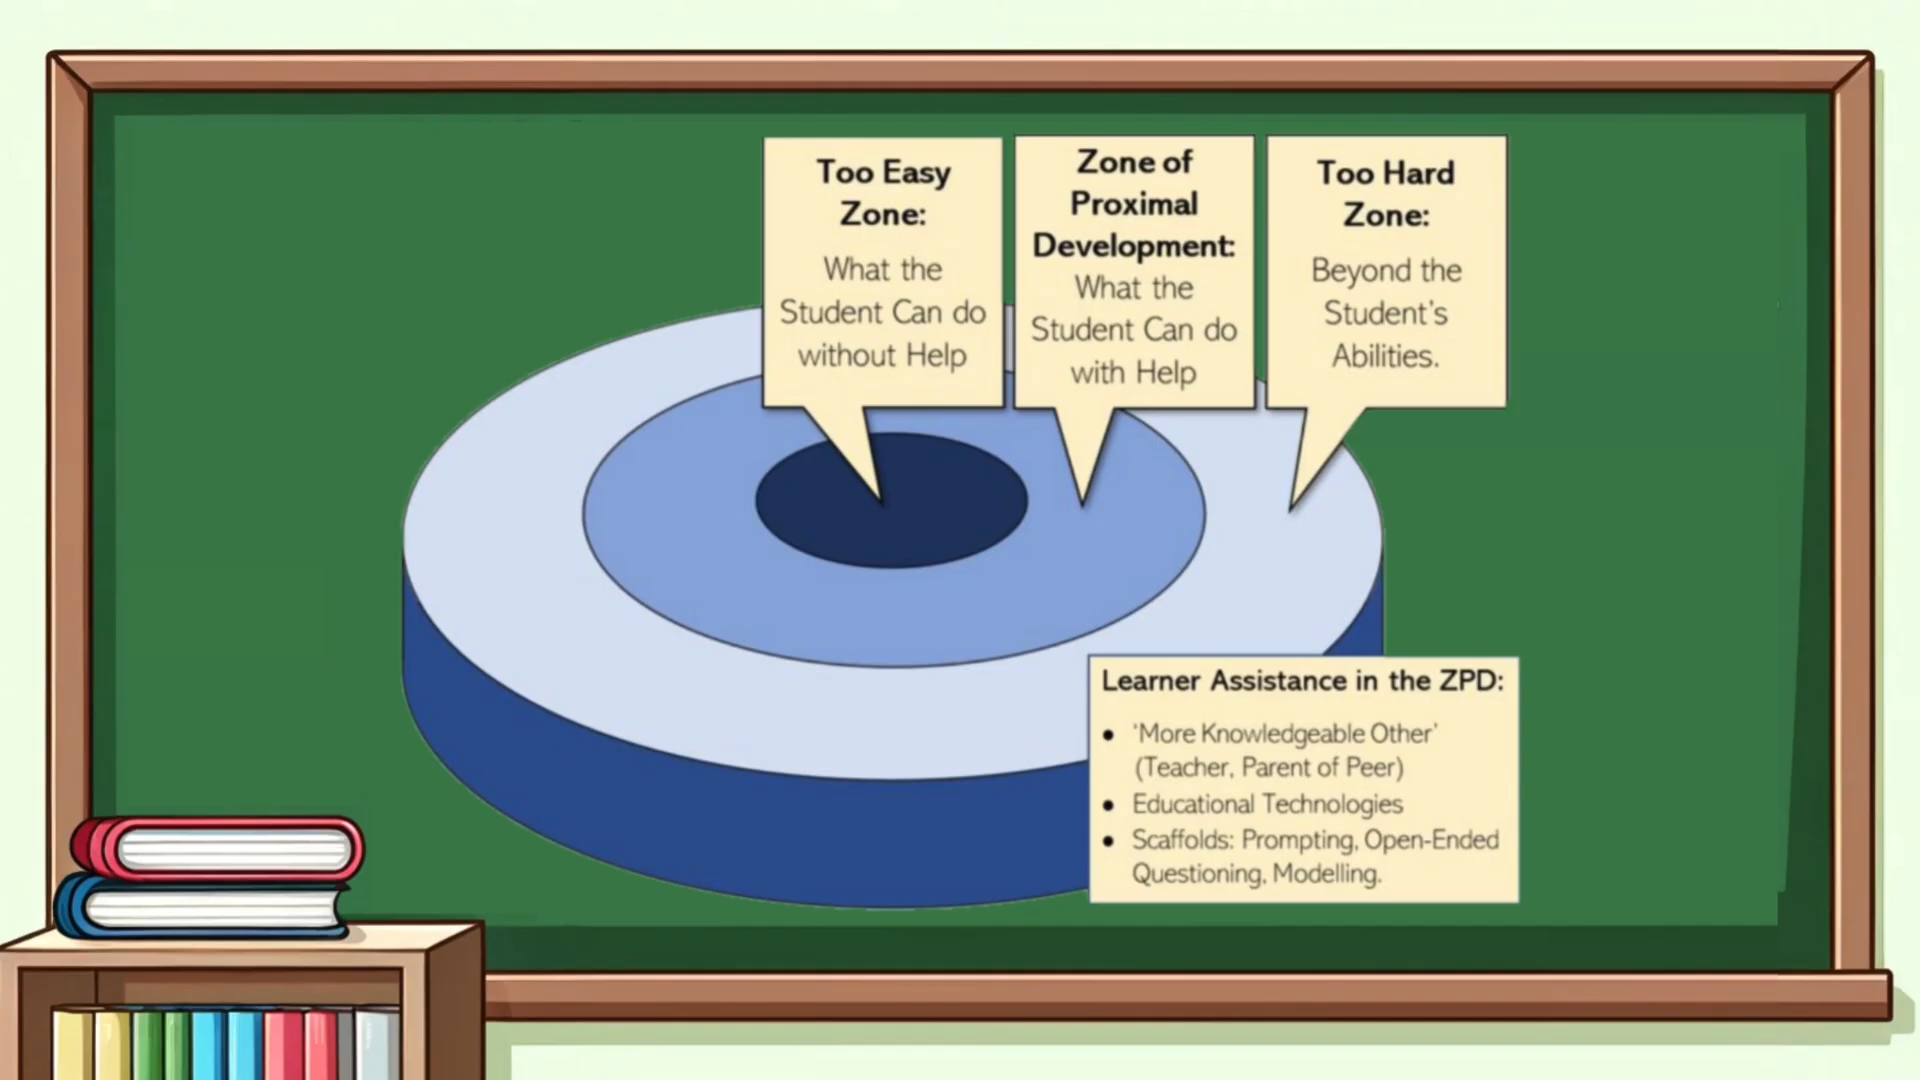 Too Easy
Zone:
What the
Student Can do
without Help
Zone of
Proximal
Development:
What the
Student Can do
with Help
Too Hard
Zone:
Beyond the
Student's
Abilities.
Learner Assistance in the ZPD:
• 'More Knowledgeable Other'
(Teacher, Parent of Peer)
• Educational Technologies
• Scaffolds: Prompting, Open-Ended
Questioning, Modelling.